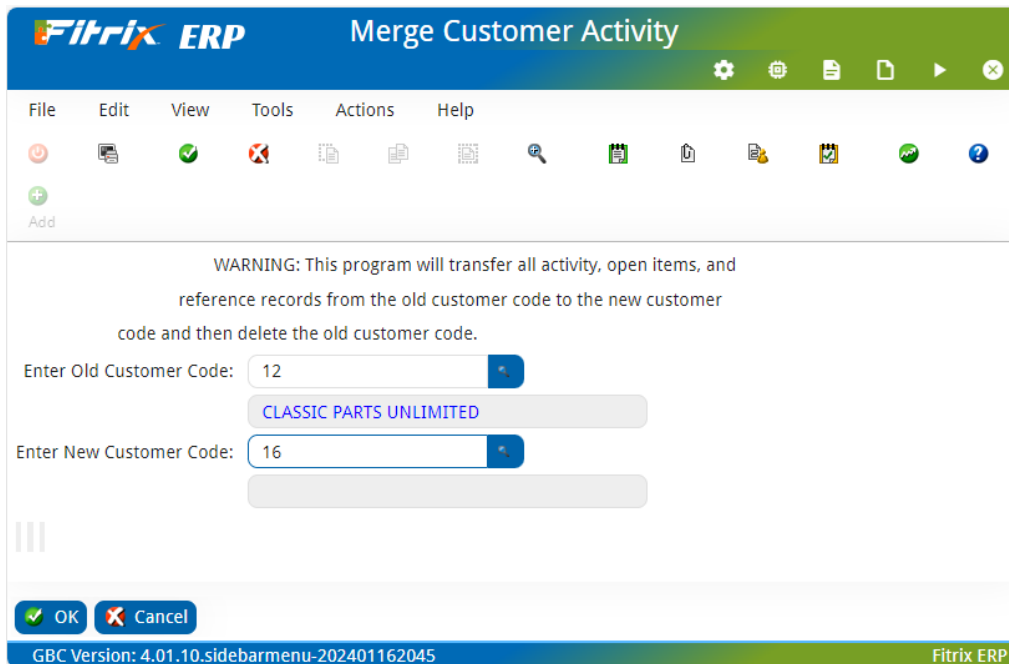 Fitrix ERP
Merge Customer Activity
File Edit View Tools Actions Help
Add
WARNING: This program will transfer all activity, open items, and
reference records from the old customer code to the new customer
code and then delete the old customer code.
Enter Old Customer Code: 12
CLASSIC PARTS UNLIMITED
Enter New Customer Code: 16
OK Cancel
GBC Version: 4.01.10.sidebarmenu-202401162045 Fitrix ERP